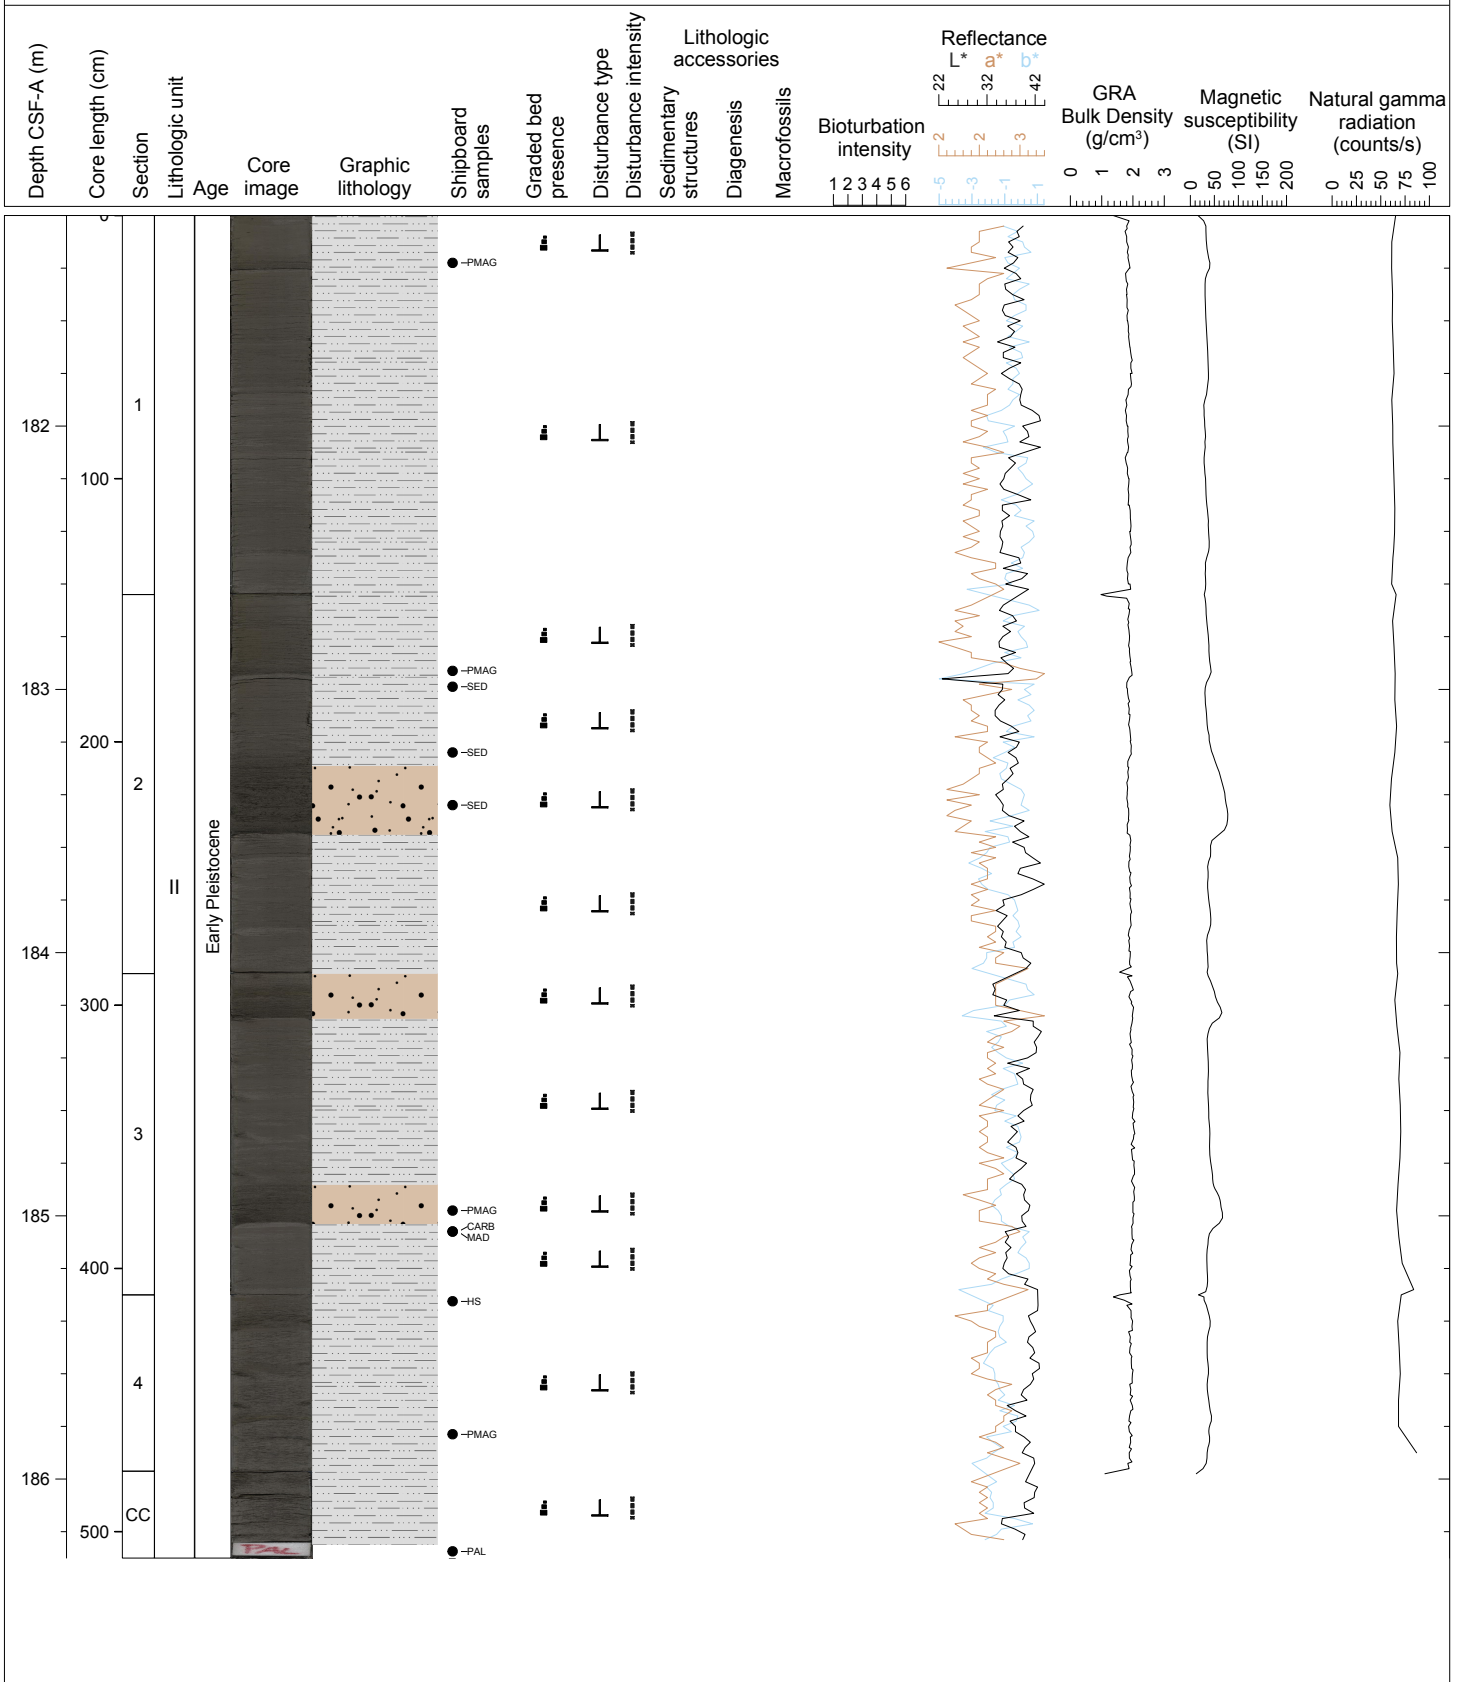 Depth CSF-A (m)
Core length (cm)
Section
Lithologic unit
Age
Core
image
Graphic
lithology
Shipboard
samples
Graded bed
presence
Disturbance type
Disturbance intensity
Lithologic
accessories
Sedimentary
structures
Diagenesis
Macrofossils
Bioturbation
intensity
1 2 3 4 5 6
Reflectance
L* a* b*
22 32 42
2 2 3
-5 -3 -1 1
GRA
Bulk Density
(g/cm³)
0 1 2 3
Magnetic
susceptibility
(SI)
0 50 100 150 200
Natural gamma
radiation
(counts/s)
0 25 50 75 100
0
PMAG
1
182
100
PMAG
183
SED
200
SED
2
SED
II
Early Pleistocene
184
300
3
185
PMAG
CARB
MAD
400
HS
4
PMAG
186
CC
500
PAL
PAL